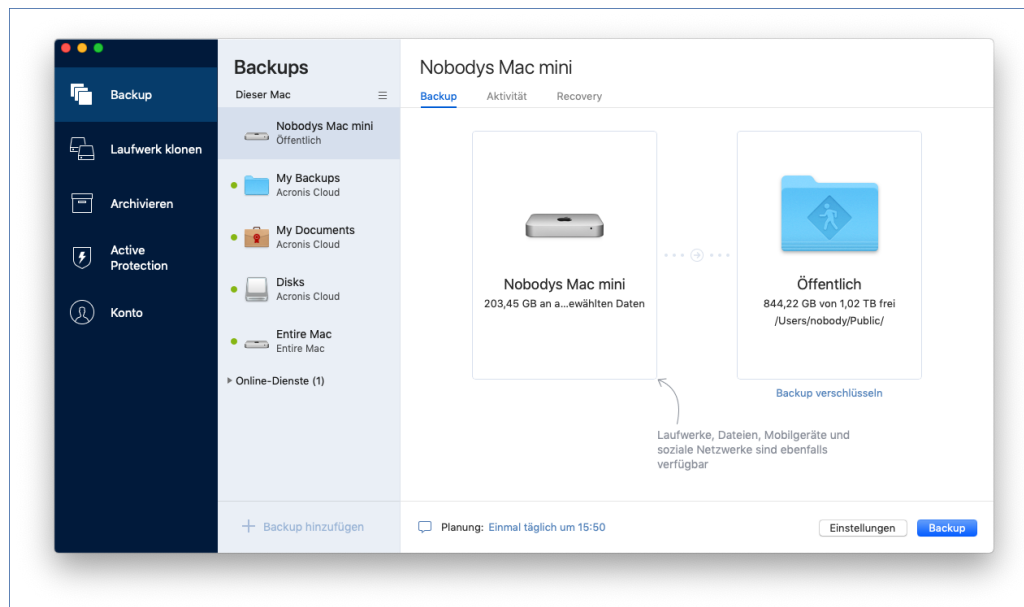 Backup
Laufwerk klonen
Archivieren
Active
Protection
Konto
Backups
Dieser Mac
Nobodys Mac mini
Öffentlich
My Backups
Acronis Cloud
My Documents
Acronis Cloud
Disks
Acronis Cloud
Entire Mac
Entire Mac
Online-Dienste (1)
Backup hinzufügen
Nobodys Mac mini
Backup Aktivität Recovery
Nobodys Mac mini
203,45 GB an a...ewählten Daten
Öffentlich
844,22 GB von 1,02 TB frei
/Users/nobody/Public/
Backup verschlüsseln
Laufwerke, Dateien, Mobilgeräte und
soziale Netzwerke sind ebenfalls
verfügbar
Planung: Einmal täglich um 15:50
Einstellungen
Backup